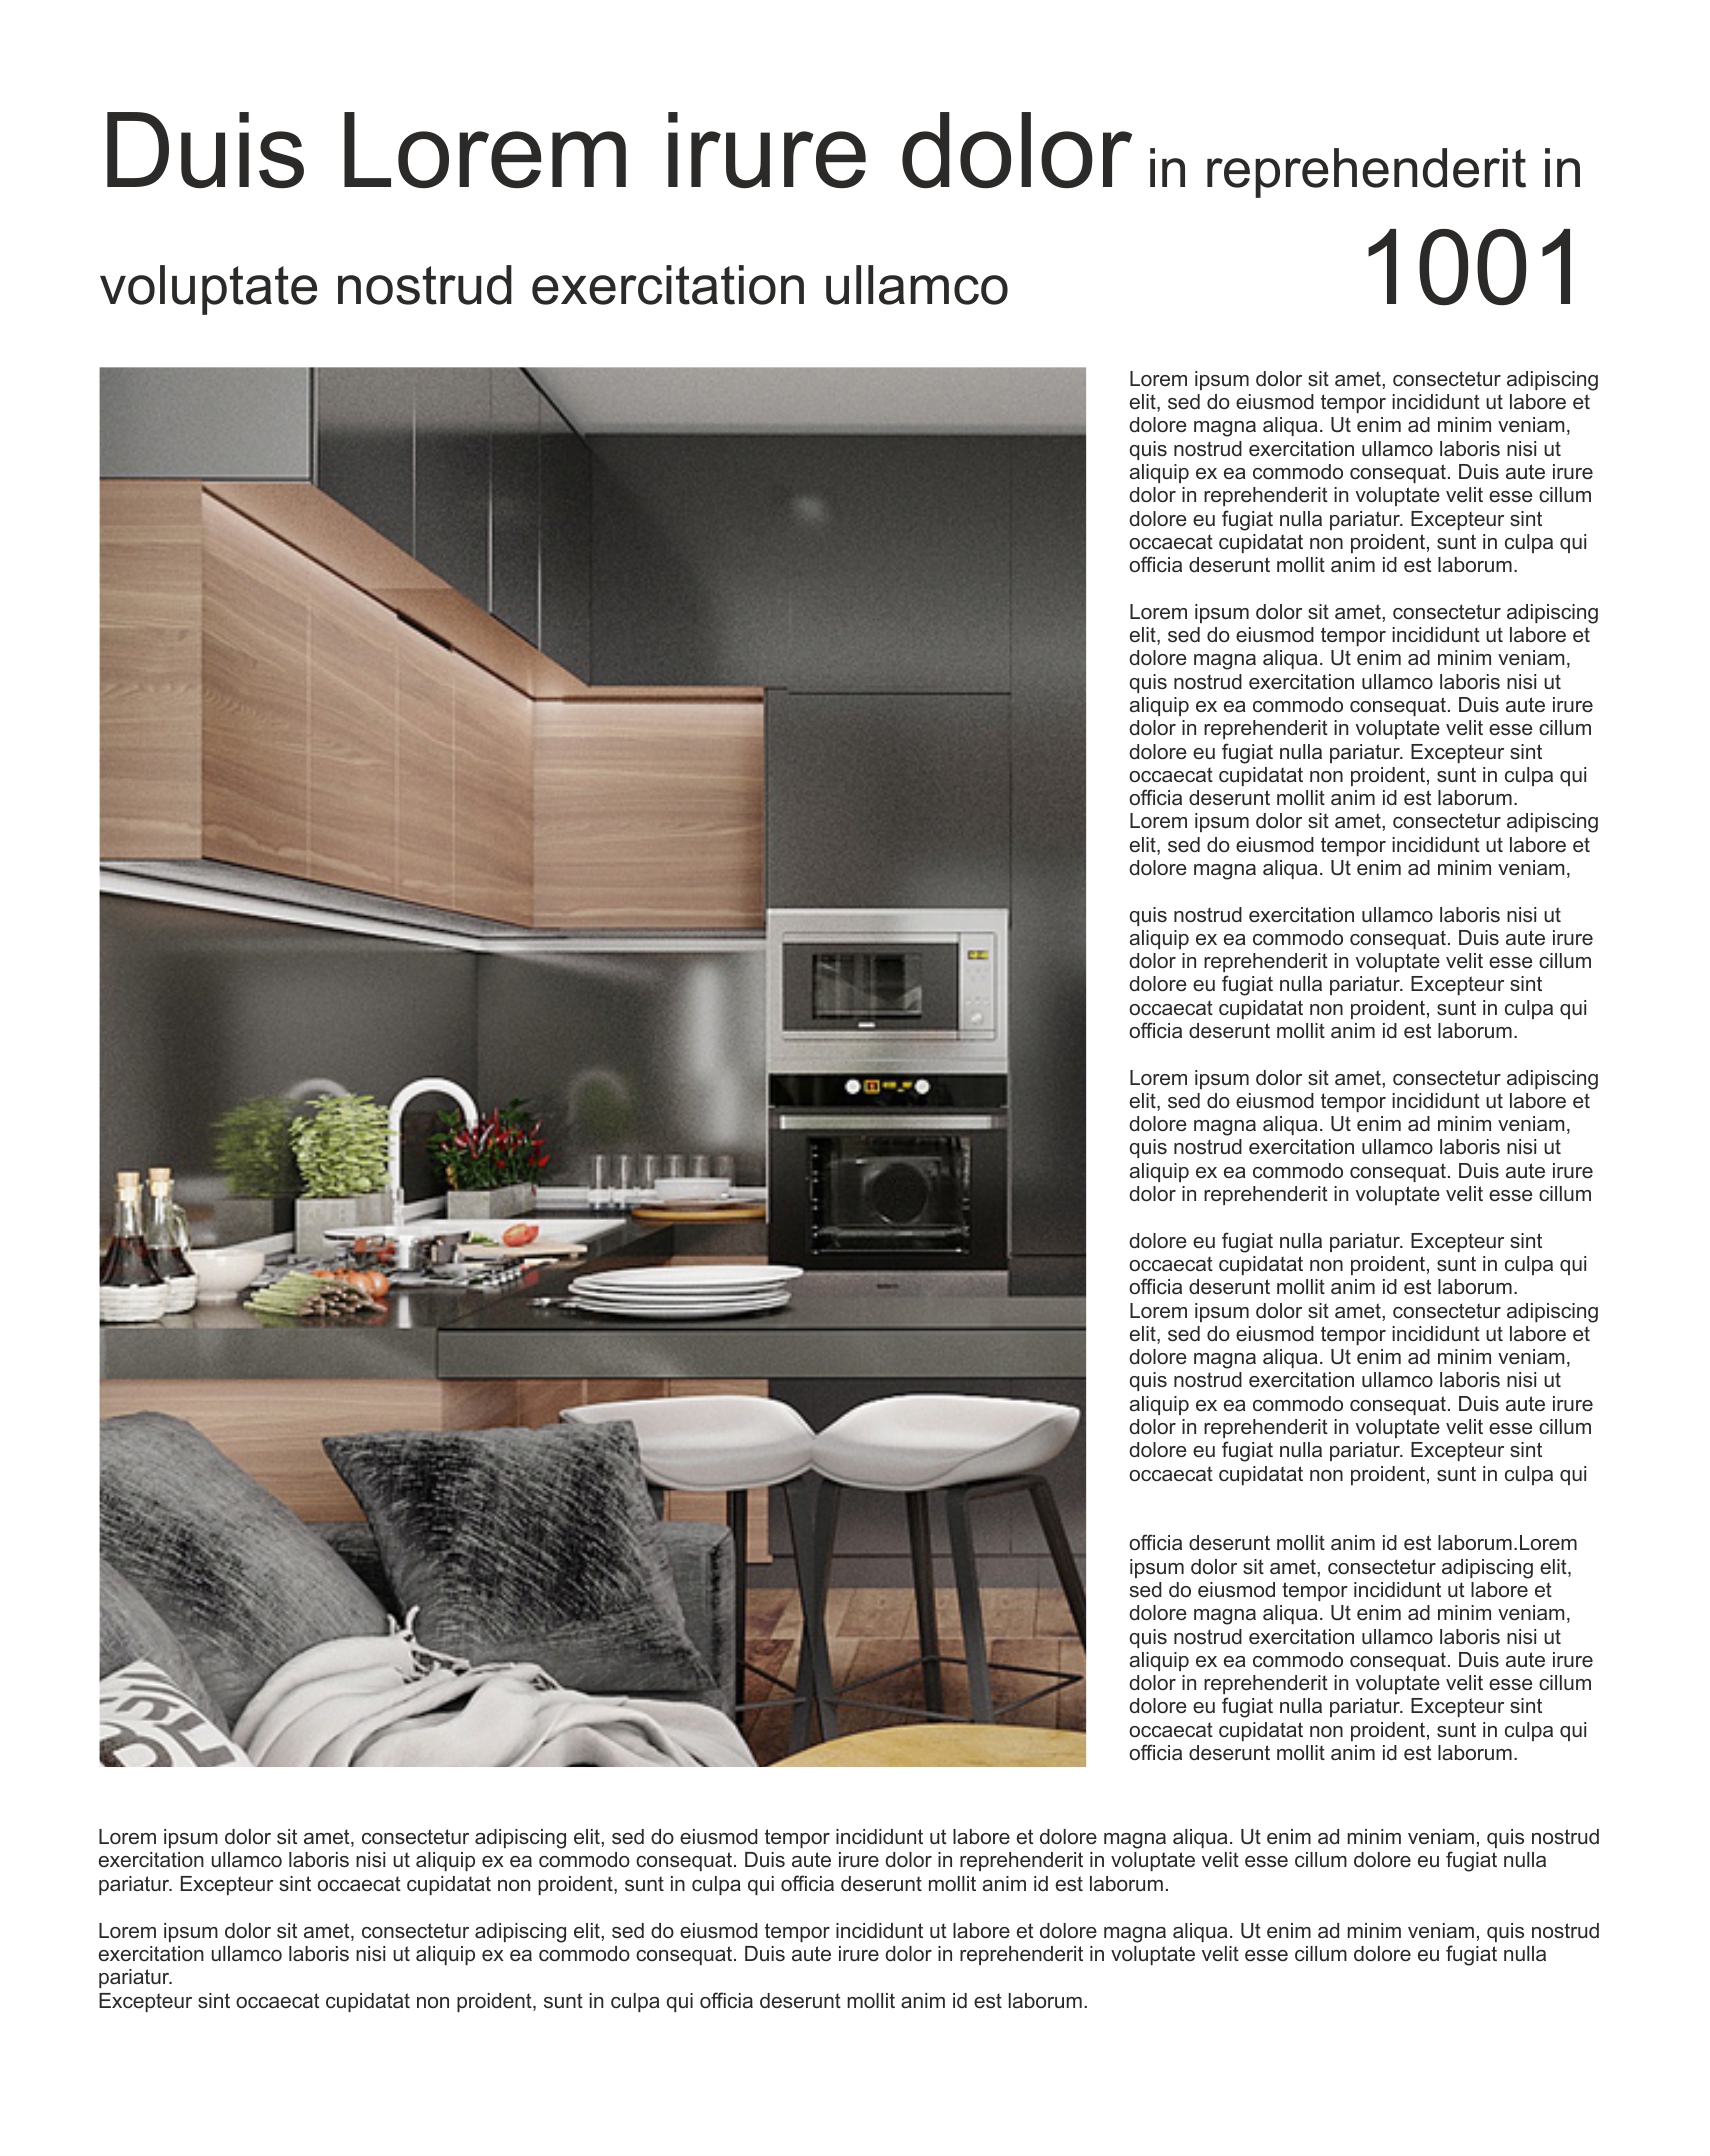 Duis Lorem irure dolor in reprehenderit in
voluptate nostrud exercitation ullamco 1001
Lorem ipsum dolor sit amet, consectetur adipiscing
elit, sed do eiusmod tempor incididunt ut labore et
dolore magna aliqua. Ut enim ad minim veniam,
quis nostrud exercitation ullamco laboris nisi ut
aliquip ex ea commodo consequat. Duis aute irure
dolor in reprehenderit in voluptate velit esse cillum
dolore eu fugiat nulla pariatur. Excepteur sint
occaecat cupidatat non proident, sunt in culpa qui
officia deserunt mollit anim id est laborum.
Lorem ipsum dolor sit amet, consectetur adipiscing
elit, sed do eiusmod tempor incididunt ut labore et
dolore magna aliqua. Ut enim ad minim veniam,
quis nostrud exercitation ullamco laboris nisi ut
aliquip ex ea commodo consequat. Duis aute irure
dolor in reprehenderit in voluptate velit esse cillum
dolore eu fugiat nulla pariatur. Excepteur sint
occaecat cupidatat non proident, sunt in culpa qui
officia deserunt mollit anim id est laborum.
Lorem ipsum dolor sit amet, consectetur adipiscing
elit, sed do eiusmod tempor incididunt ut labore et
dolore magna aliqua. Ut enim ad minim veniam,
quis nostrud exercitation ullamco laboris nisi ut
aliquip ex ea commodo consequat. Duis aute irure
dolor in reprehenderit in voluptate velit esse cillum
dolore eu fugiat nulla pariatur. Excepteur sint
occaecat cupidatat non proident, sunt in culpa qui
officia deserunt mollit anim id est laborum.
Lorem ipsum dolor sit amet, consectetur adipiscing
elit, sed do eiusmod tempor incididunt ut labore et
dolore magna aliqua. Ut enim ad minim veniam,
quis nostrud exercitation ullamco laboris nisi ut
aliquip ex ea commodo consequat. Duis aute irure
dolor in reprehenderit in voluptate velit esse cillum
dolore eu fugiat nulla pariatur. Excepteur sint
occaecat cupidatat non proident, sunt in culpa qui
officia deserunt mollit anim id est laborum.
Lorem ipsum dolor sit amet, consectetur adipiscing
elit, sed do eiusmod tempor incididunt ut labore et
dolore magna aliqua. Ut enim ad minim veniam,
quis nostrud exercitation ullamco laboris nisi ut
aliquip ex ea commodo consequat. Duis aute irure
dolor in reprehenderit in voluptate velit esse cillum
dolore eu fugiat nulla pariatur. Excepteur sint
occaecat cupidatat non proident, sunt in culpa qui
officia deserunt mollit anim id est laborum.Lorem
ipsum dolor sit amet, consectetur adipiscing elit,
sed do eiusmod tempor incididunt ut labore et
dolore magna aliqua. Ut enim ad minim veniam,
quis nostrud exercitation ullamco laboris nisi ut
aliquip ex ea commodo consequat. Duis aute irure
dolor in reprehenderit in voluptate velit esse cillum
dolore eu fugiat nulla pariatur. Excepteur sint
occaecat cupidatat non proident, sunt in culpa qui
officia deserunt mollit anim id est laborum.
Lorem ipsum dolor sit amet, consectetur adipiscing elit, sed do eiusmod tempor incididunt ut labore et dolore magna aliqua. Ut enim ad minim veniam, quis nostrud
exercitation ullamco laboris nisi ut aliquip ex ea commodo consequat. Duis aute irure dolor in reprehenderit in voluptate velit esse cillum dolore eu fugiat nulla
pariatur. Excepteur sint occaecat cupidatat non proident, sunt in culpa qui officia deserunt mollit anim id est laborum.
Lorem ipsum dolor sit amet, consectetur adipiscing elit, sed do eiusmod tempor incididunt ut labore et dolore magna aliqua. Ut enim ad minim veniam, quis nostrud
exercitation ullamco laboris nisi ut aliquip ex ea commodo consequat. Duis aute irure dolor in reprehenderit in voluptate velit esse cillum dolore eu fugiat nulla
pariatur.
Excepteur sint occaecat cupidatat non proident, sunt in culpa qui officia deserunt mollit anim id est laborum.